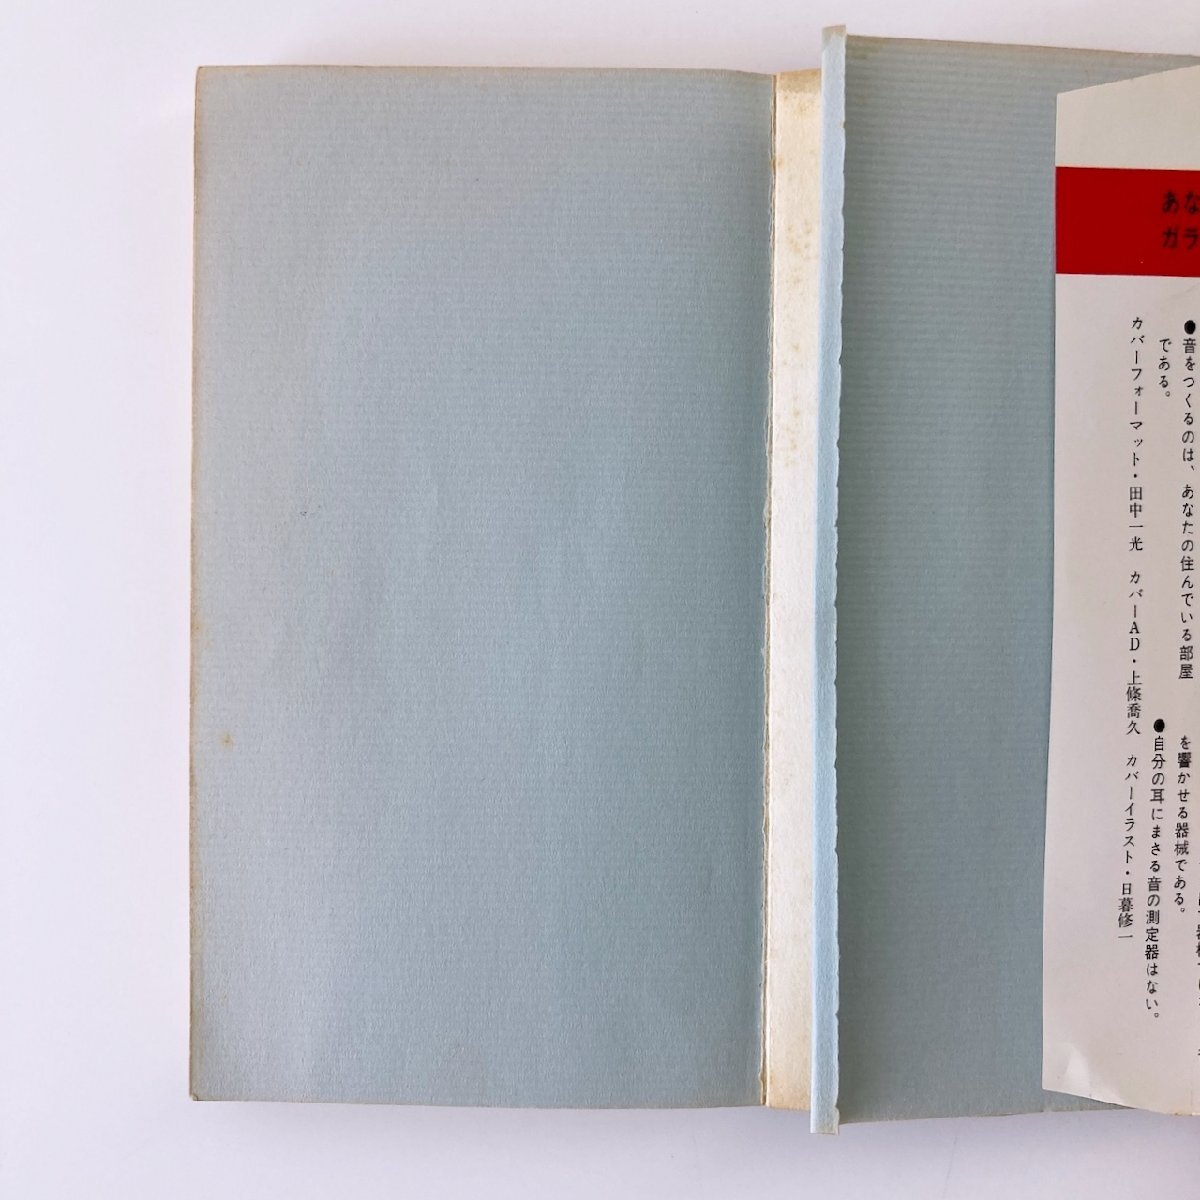 あな
ガラ
●音をつくるのは、あなたの住んでいる部屋
である。
を響かせる器械である。
●自分の耳にまさる音の測定器はない。
カバーフォーマット・田中一光 カバーAD・上條喬久 カバーイラスト・日暮修一